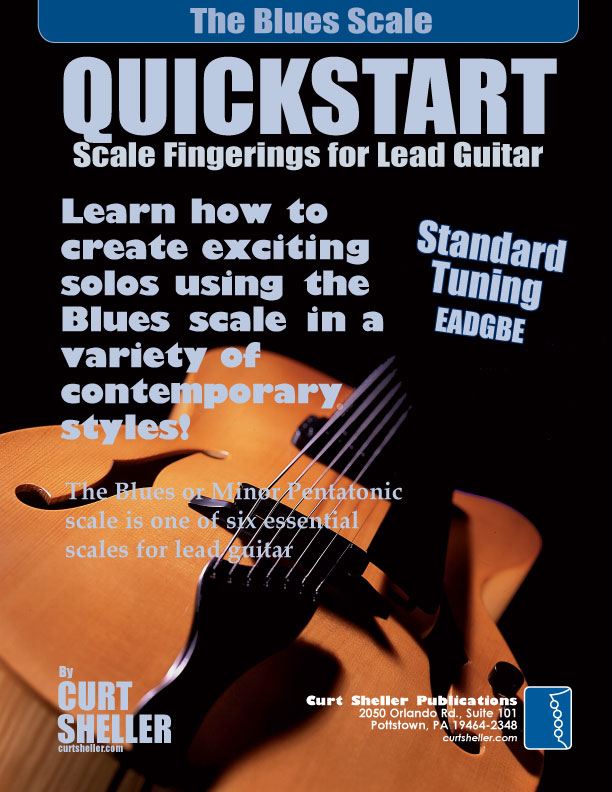 The Blues Scale
QUICKSTART
Scale Fingerings for Lead Guitar
Learn how to
create exciting
solos using the
Blues scale in a
variety of
contemporary
styles!
Standard
Tuning
EADGBE
The Blues or Minor Pentatonic
scale is one of six essential
scales for lead guitar
By
CURT
SHELLER
curtsheller.com
Curt Sheller Publications
2050 Orlando Rd., Suite 101
Pottstown, PA 19464-2348
curtsheller.com